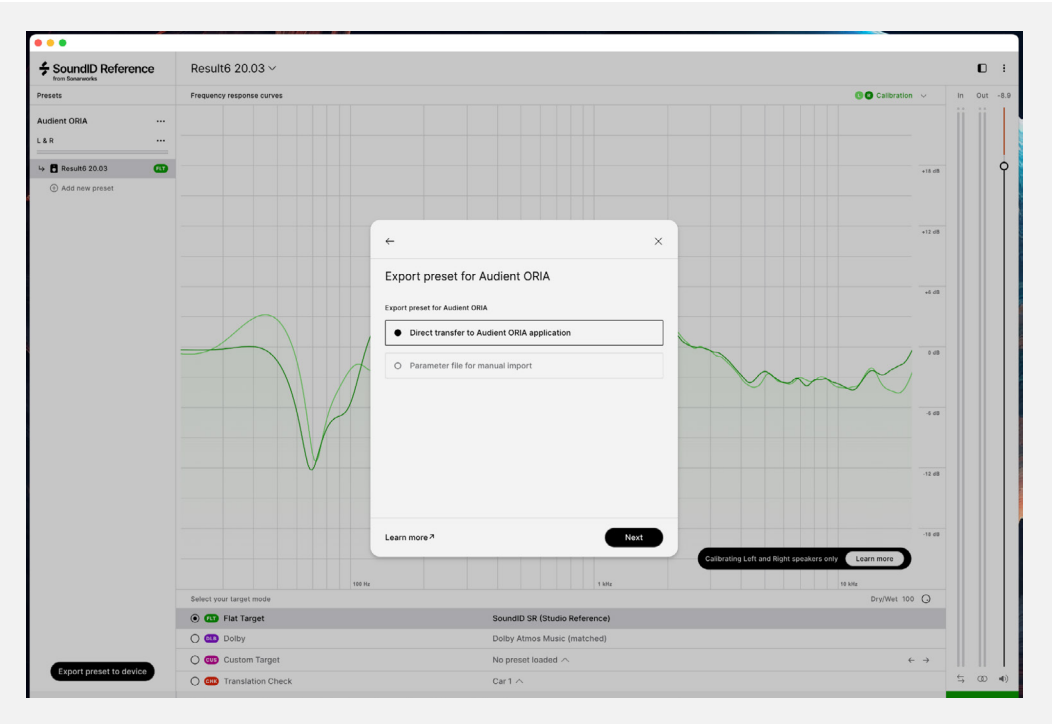 SoundID Reference
from Sonarworks
Result6 20.03
Presets
Frequency response curves
L R Calibration
In Out -8.9
Audient ORIA
L & R
Result6 20.03 FLT
Add new preset
+18 dB
+12 dB
+6 dB
0 dB
-6 dB
-12 dB
-18 dB
Export preset for Audient ORIA
Export preset for Audient ORIA
Direct transfer to Audient ORIA application
Parameter file for manual import
Learn more
Next
Calibrating Left and Right speakers only Learn more
100 Hz 1 kHz 10 kHz
Select your target mode Dry/Wet 100
FLT Flat Target SoundID SR (Studio Reference)
DLB Dolby Dolby Atmos Music (matched)
CUS Custom Target No preset loaded
CHK Translation Check Car 1
Export preset to device